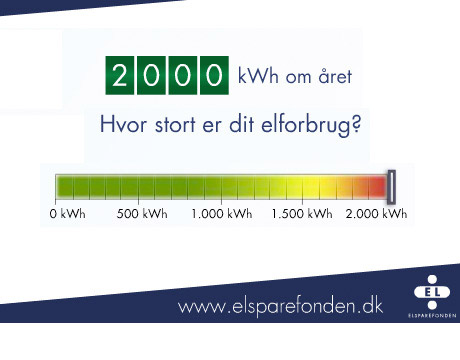 2000 kWh om året
Hvor stort er dit elforbrug?
0 kWh 500 kWh 1.000 kWh 1.500 kWh 2.000 kWh
www.elsparefonden.dk
EL
ELSPAREFONDEN